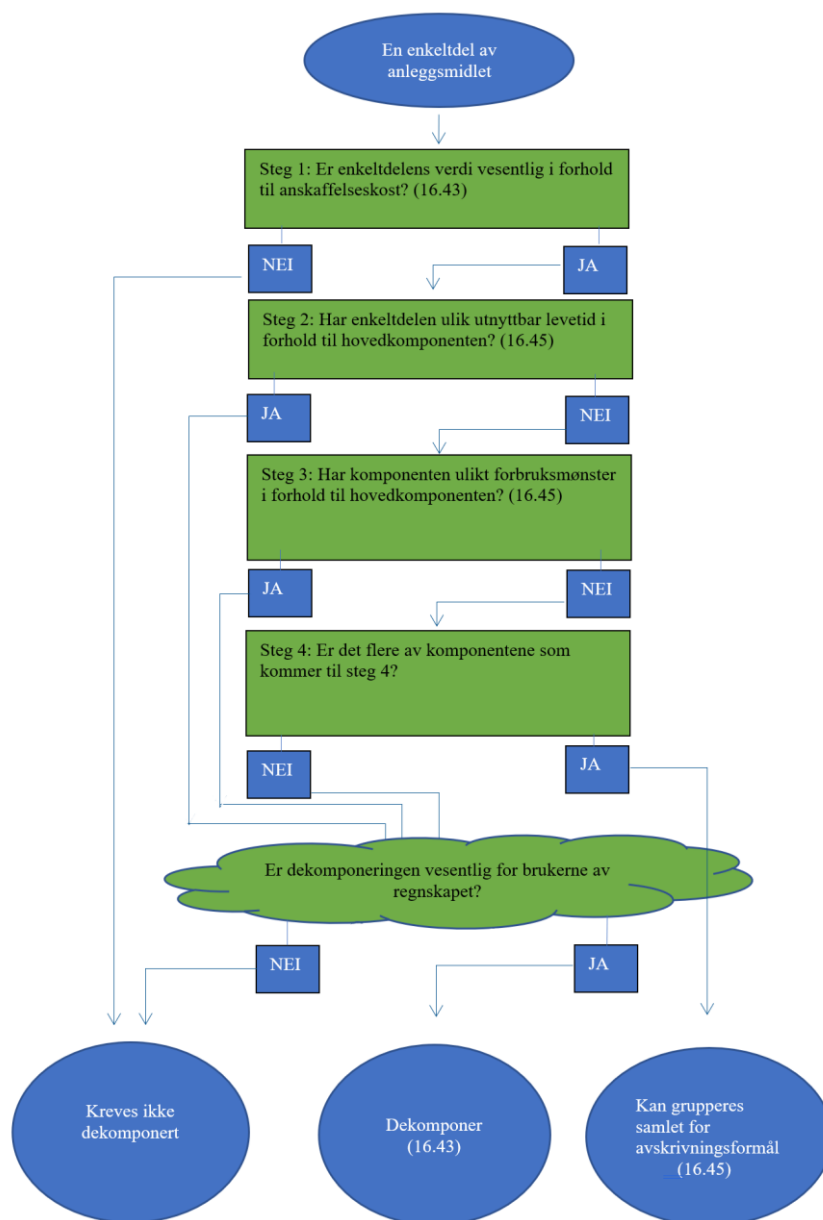 En enkeltdel av
anleggsmidlet
Steg 1: Er enkeltdelens verdi vesentlig i forhold
til anskaffelseskost? (16.43)
NEI
JA
Steg 2: Har enkeltdelen ulik utnyttbar levetid i
forhold til hovedkomponenten? (16.45)
JA
NEI
Steg 3: Har komponenten ulikt forbruksmønster
i forhold til hovedkomponenten? (16.45)
JA
NEI
Steg 4: Er det flere av komponentene som
kommer til steg 4?
NEI
JA
Er dekomponeringen vesentlig for brukerne av
regnskapet?
NEI
JA
Kreves ikke
dekomponert
Dekomponer
(16.43)
Kan grupperes
samlet for
avskrivningsformål
(16.45)